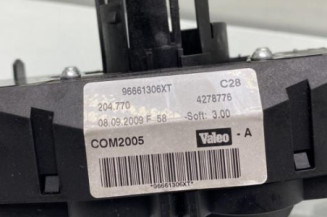 96661306XT C28
204.770 4278776
08.09.2009 F 58 -Soft: 3.00
COM2005 Valeo - A
*96661306XT*